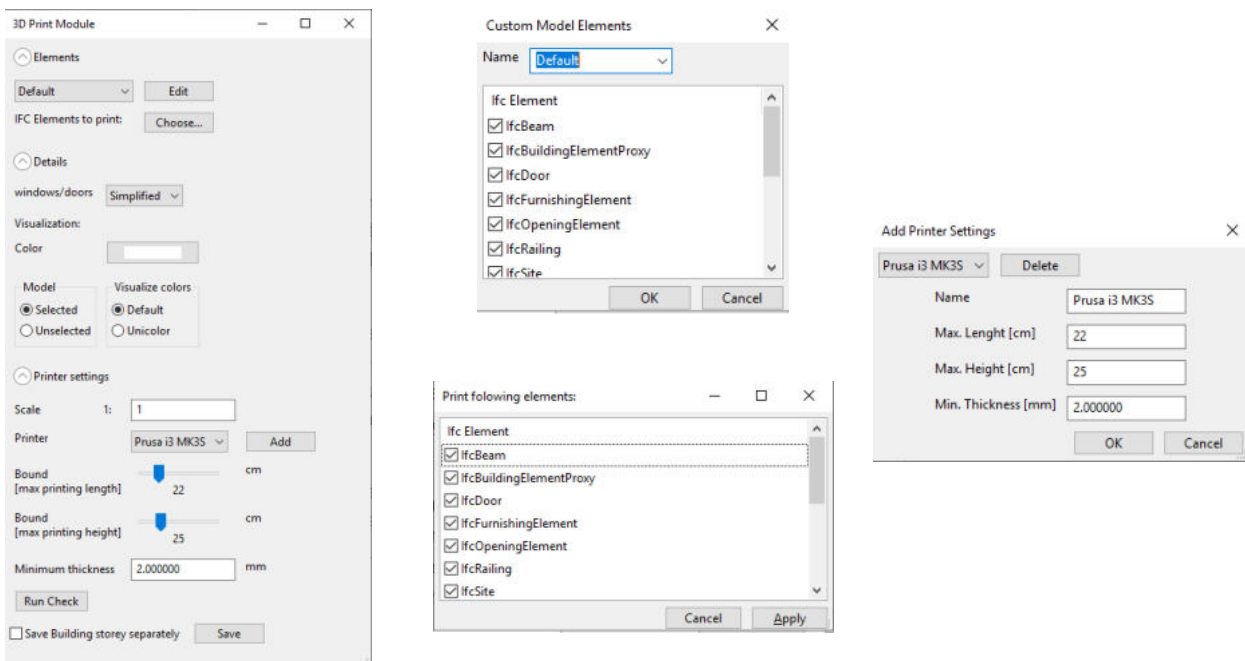 3D Print Module
Elements
Default Edit
IFC Elements to print: Choose...
Details
windows/doors Simplified
Visualization:
Color
Model Visualize colors
Selected Default
Unselected Unicolor
Printer settings
Scale 1: 1
Printer Prusa i3 MK3S Add
Bound cm
[max printing length] 22
Bound cm
[max printing height] 25
Minimum thickness 2.000000 mm
Run Check
Save Building storey separately Save
Custom Model Elements
Name Default
Ifc Element
IfcBeam
IfcBuildingElementProxy
IfcDoor
IfcFurnishingElement
IfcOpeningElement
IfcRailing
IfcSite
OK Cancel
Print folowing elements:
Ifc Element
IfcBeam
IfcBuildingElementProxy
IfcDoor
IfcFurnishingElement
IfcOpeningElement
IfcRailing
IfcSite
Cancel Apply
Add Printer Settings
Prusa i3 MK3S Delete
Name Prusa i3 MK3S
Max. Lenght [cm] 22
Max. Height [cm] 25
Min. Thickness [mm] 2.000000
OK Cancel